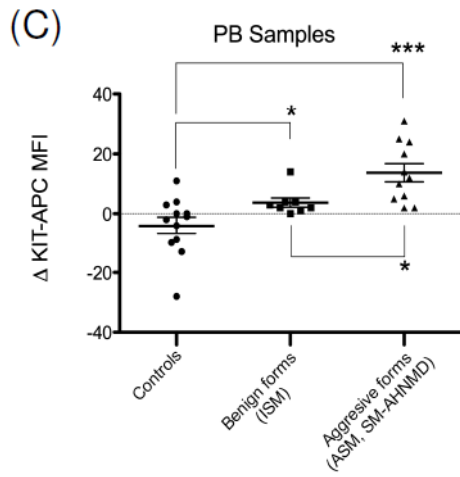 (C)
PB Samples
***
*
Δ KIT-APC MFI
40
20
0
-20
-40
*
Controls
Benign forms
(ISM)
Aggresive forms
(ASM, SM-AHNMD)